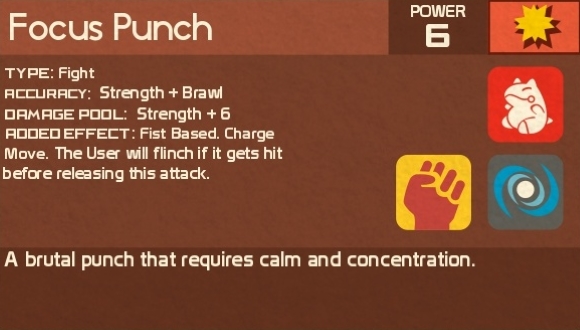 Focus Punch
POWER
6
TYPE: Fight
ACCURACY: Strength + Brawl
DAMAGE POOL: Strength + 6
ADDED EFFECT: Fist Based. Charge
Move. The User will flinch if it gets hit
before releasing this attack.
A brutal punch that requires calm and concentration.